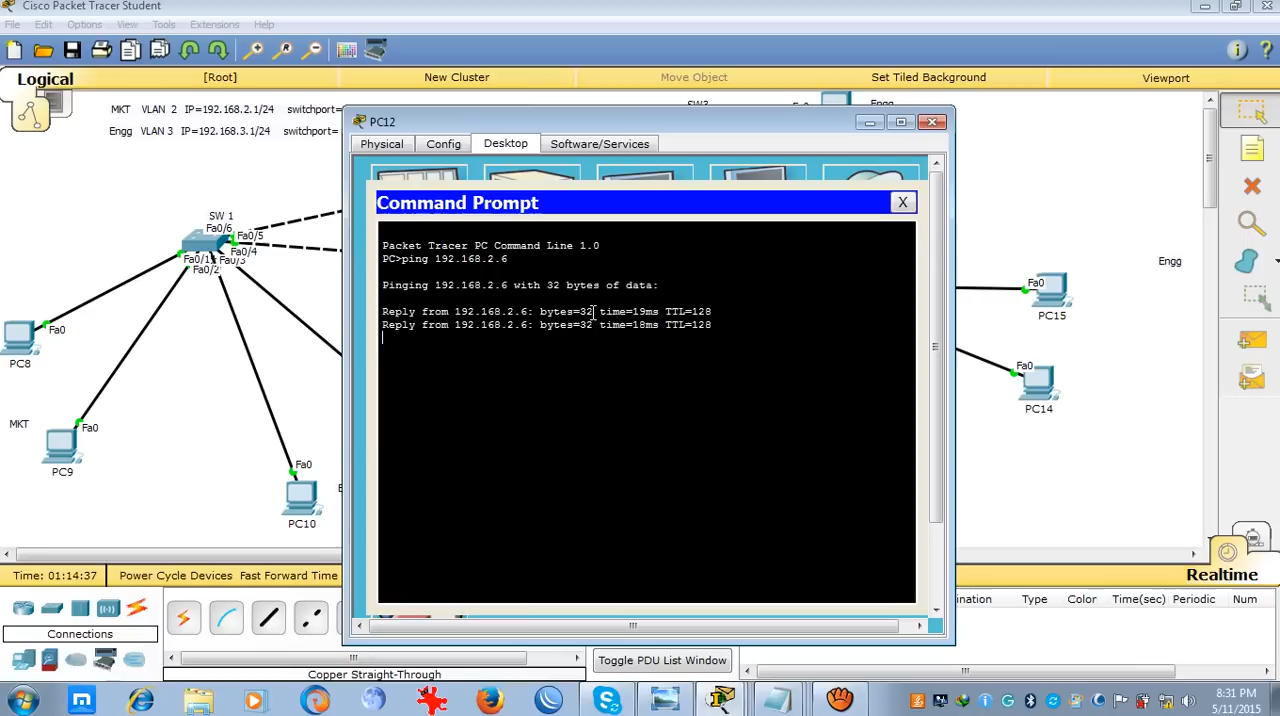 Cisco Packet Tracer Student
File Edit Options View Tools Extensions Help
Logical [Root] New Cluster Move Object Set Tiled Background Viewport
MKT VLAN 2 IP=192.168.2.1/24 switchport=
Engg VLAN 3 IP=192.168.3.1/24 switchport=
SW3
Engg
PC12
Physical Config Desktop Software/Services
Command Prompt X
Packet Tracer PC Command Line 1.0
PC>ping 192.168.2.6
Pinging 192.168.2.6 with 32 bytes of data:
Reply from 192.168.2.6: bytes=32 time=19ms TTL=128
Reply from 192.168.2.6: bytes=32 time=18ms TTL=128
SW 1
Fa0/6
Fa0/5
Fa0/4
Fa0/1
Fa0/3
Fa0/2
Engg
Fa0
PC15
Fa0
PC8
Fa0
PC14
MKT
Fa0
PC9
Fa0
PC10
Time: 01:14:37 Power Cycle Devices Fast Forward Time
Realtime
Connections
Copper Straight-Through
Toggle PDU List Window
ination Type Color Time(sec) Periodic Num
8:31 PM
5/11/2015